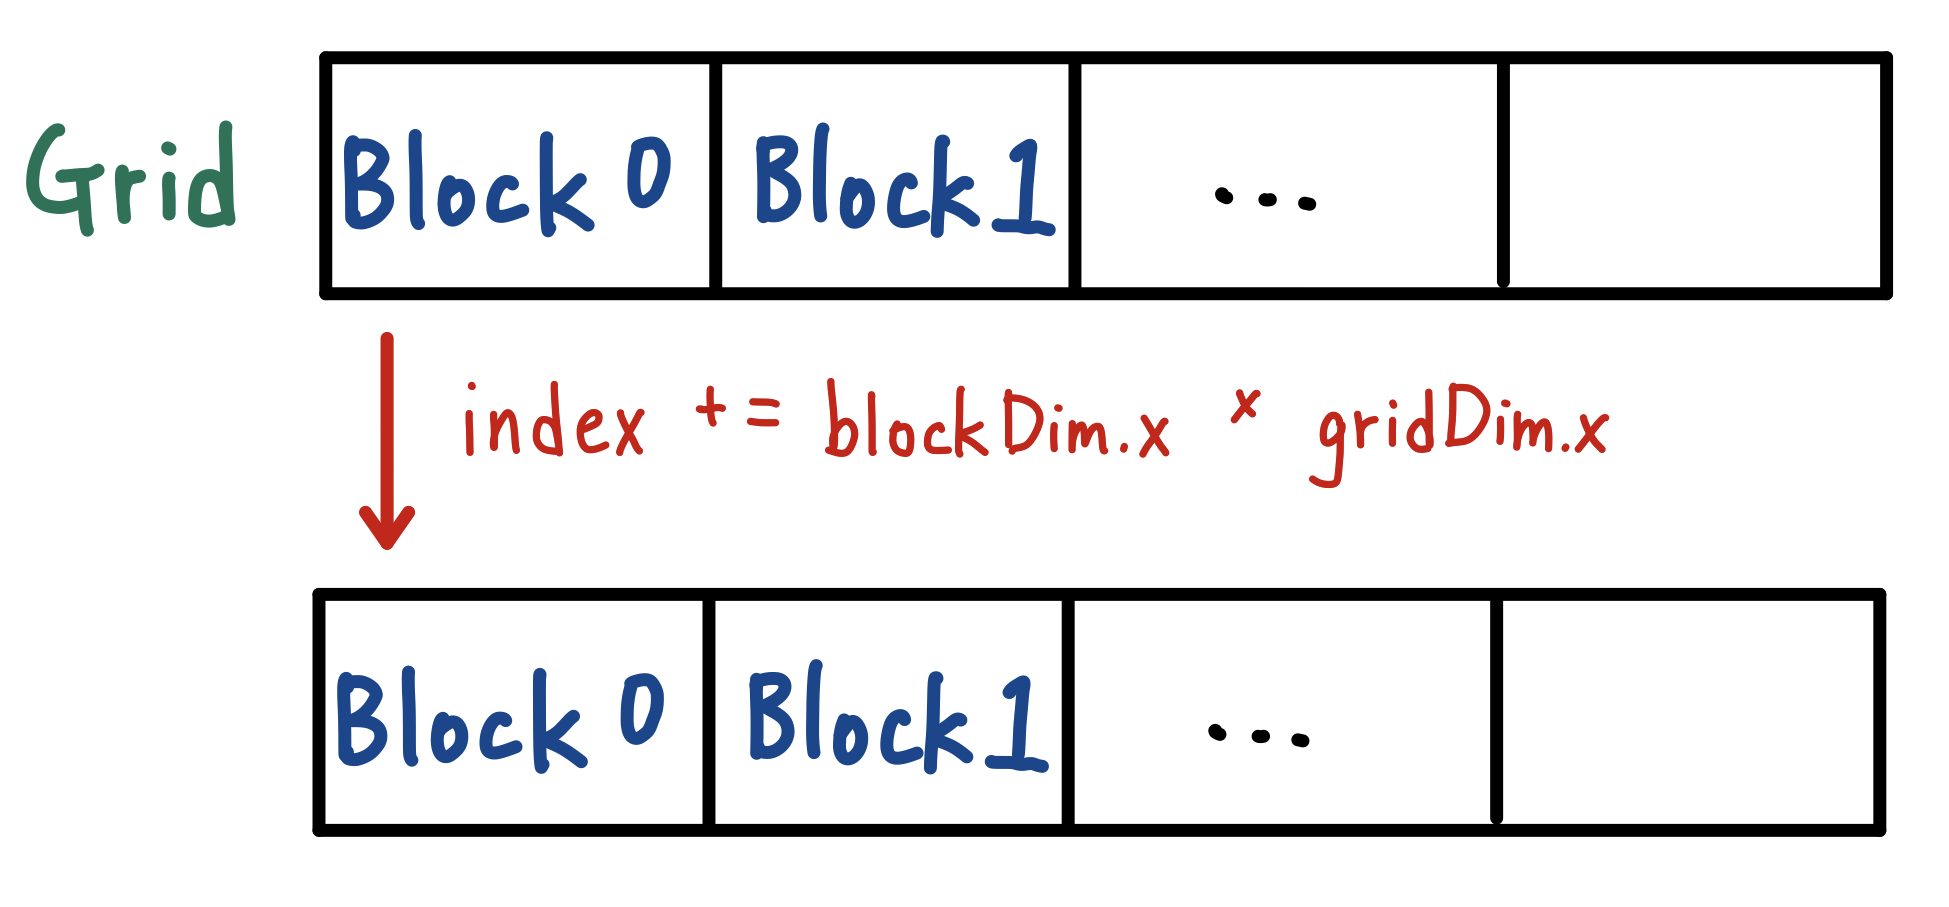 Grid Block 0 Block 1 ...
index += blockDim.x * gridDim.x
Block 0 Block 1 ...